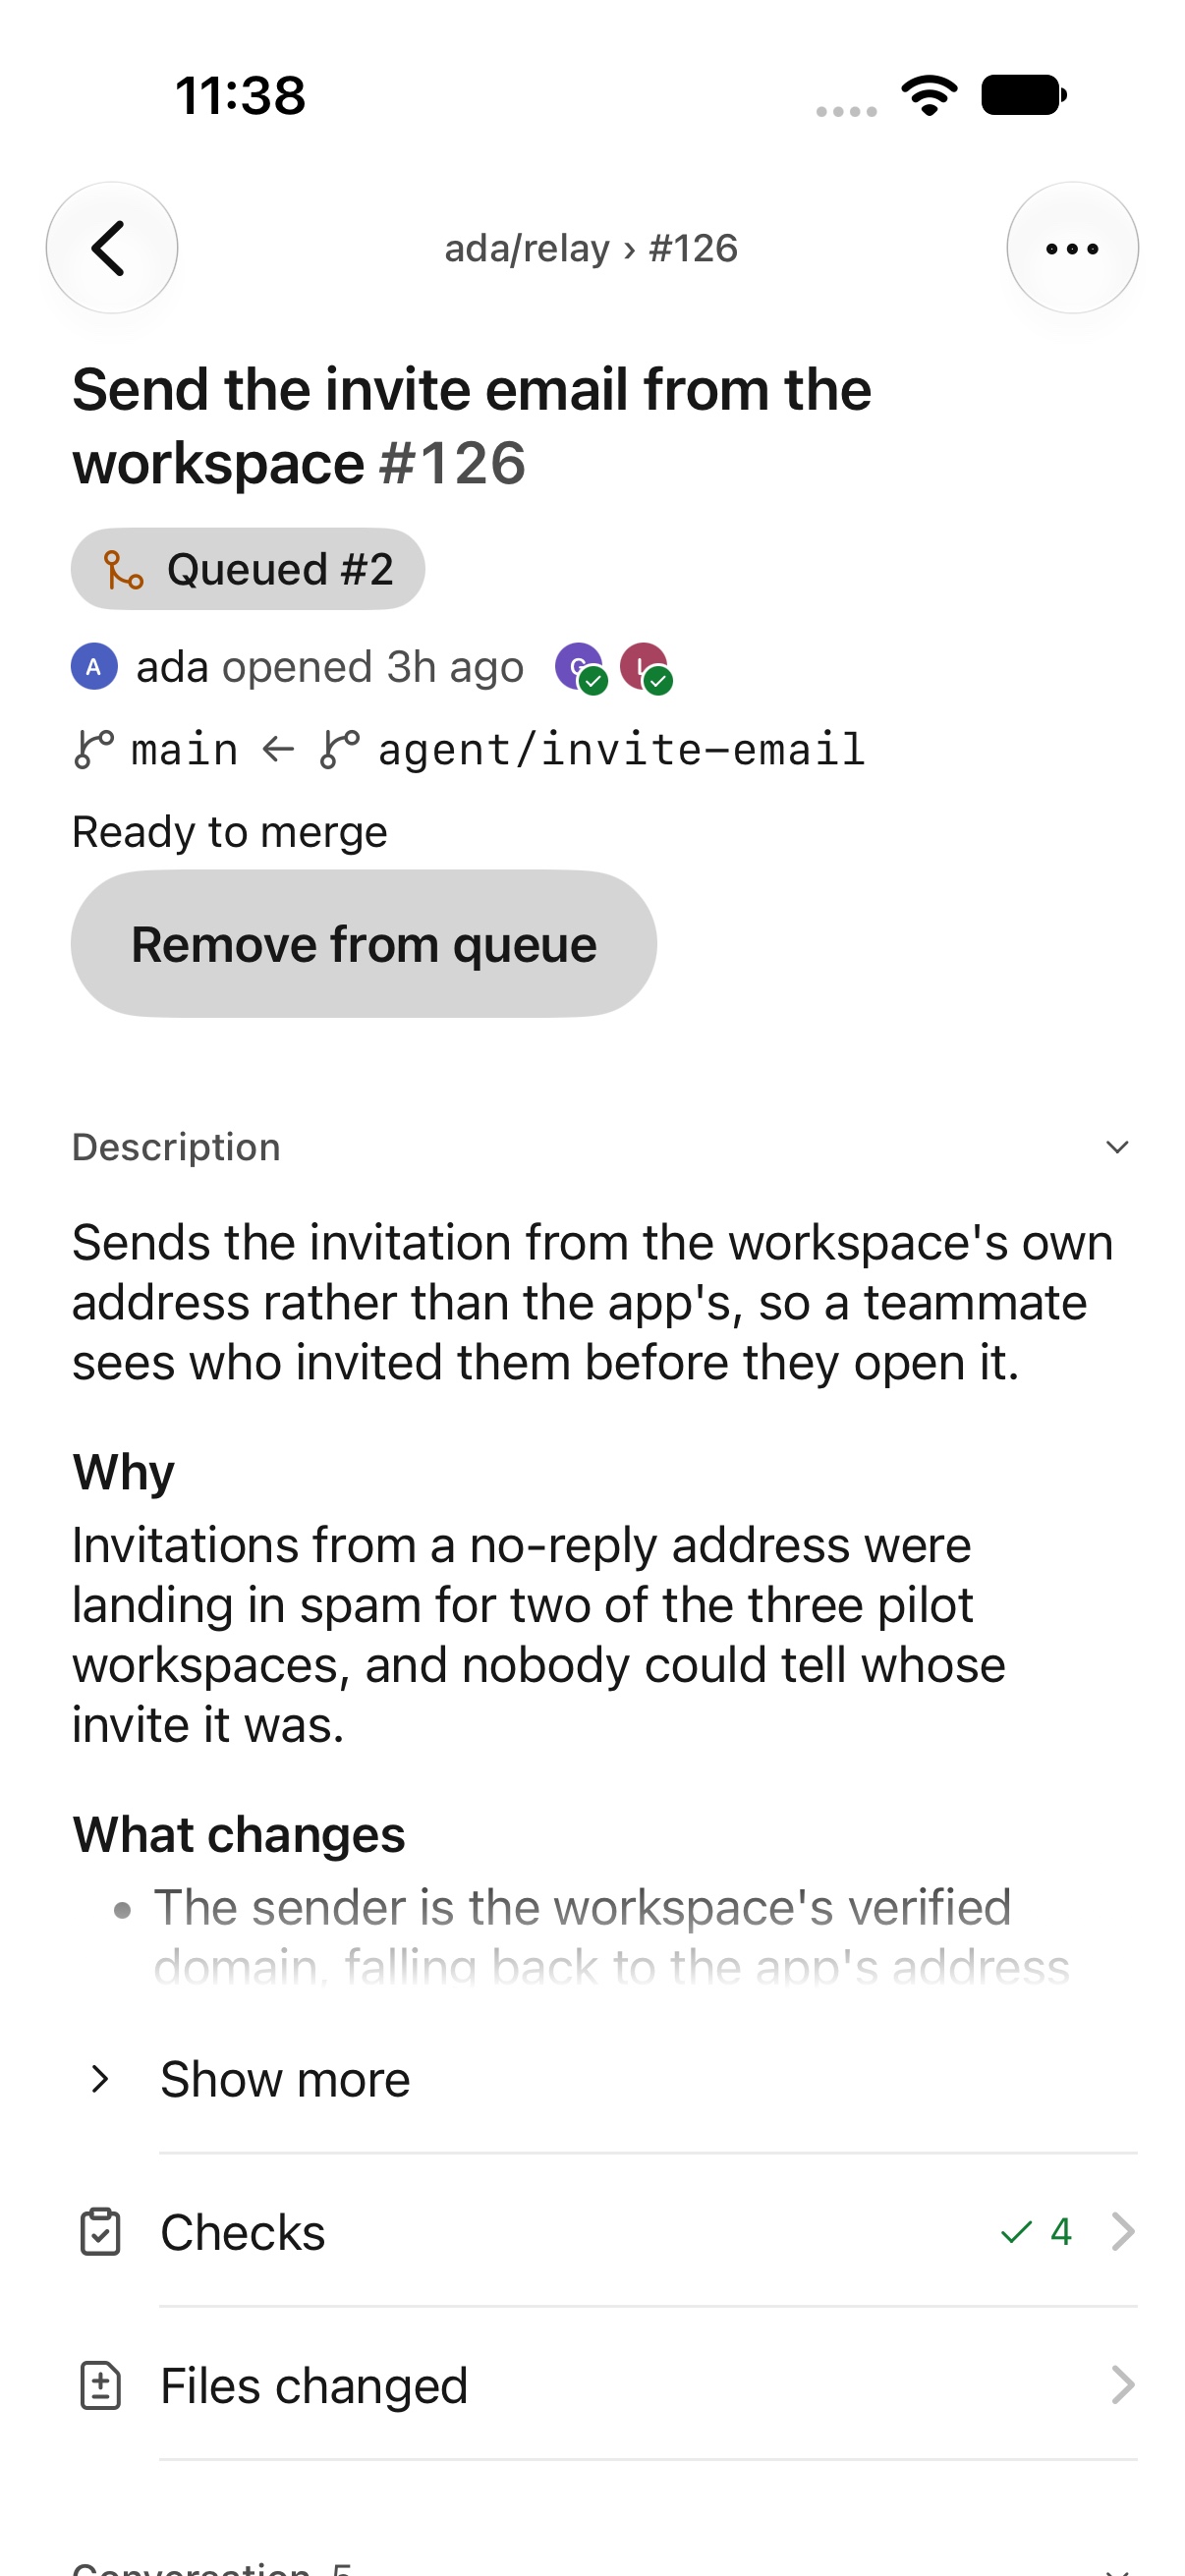 11:38
ada/relay › #126
Send the invite email from the
workspace #126
Queued #2
A ada opened 3h ago
main ← agent/invite-email
Ready to merge
Remove from queue
Description
Sends the invitation from the workspace's own
address rather than the app's, so a teammate
sees who invited them before they open it.
Why
Invitations from a no-reply address were
landing in spam for two of the three pilot
workspaces, and nobody could tell whose
invite it was.
What changes
• The sender is the workspace's verified
domain, falling back to the app's address
Show more
Checks 4
Files changed
Conversation 5